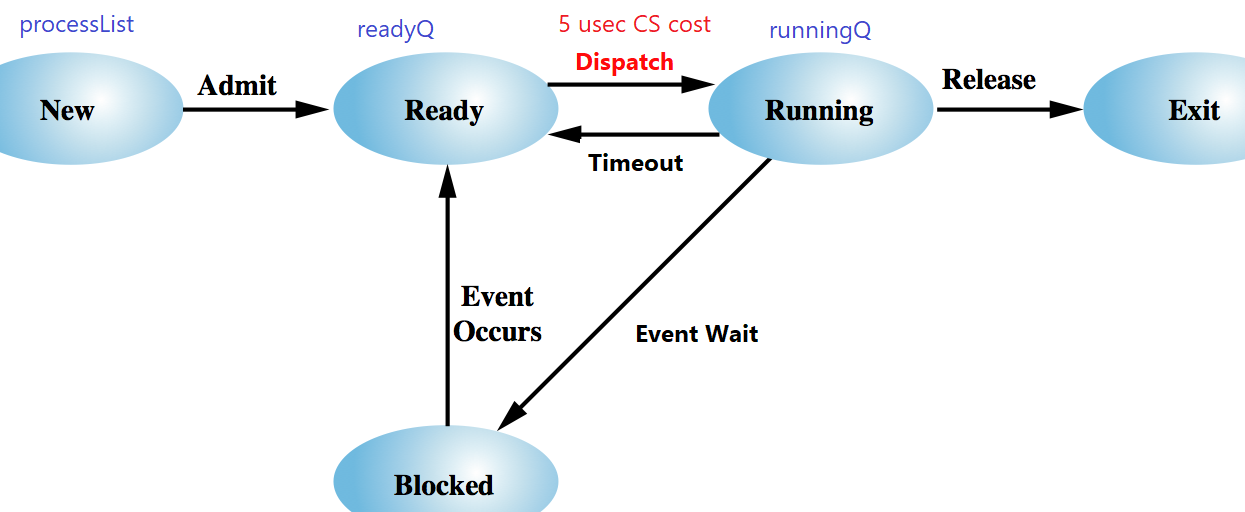 processList
readyQ
5 usec CS cost
runningQ
Dispatch
Admit
Release
New
Ready
Running
Exit
Timeout
Event
Occurs
Event Wait
Blocked